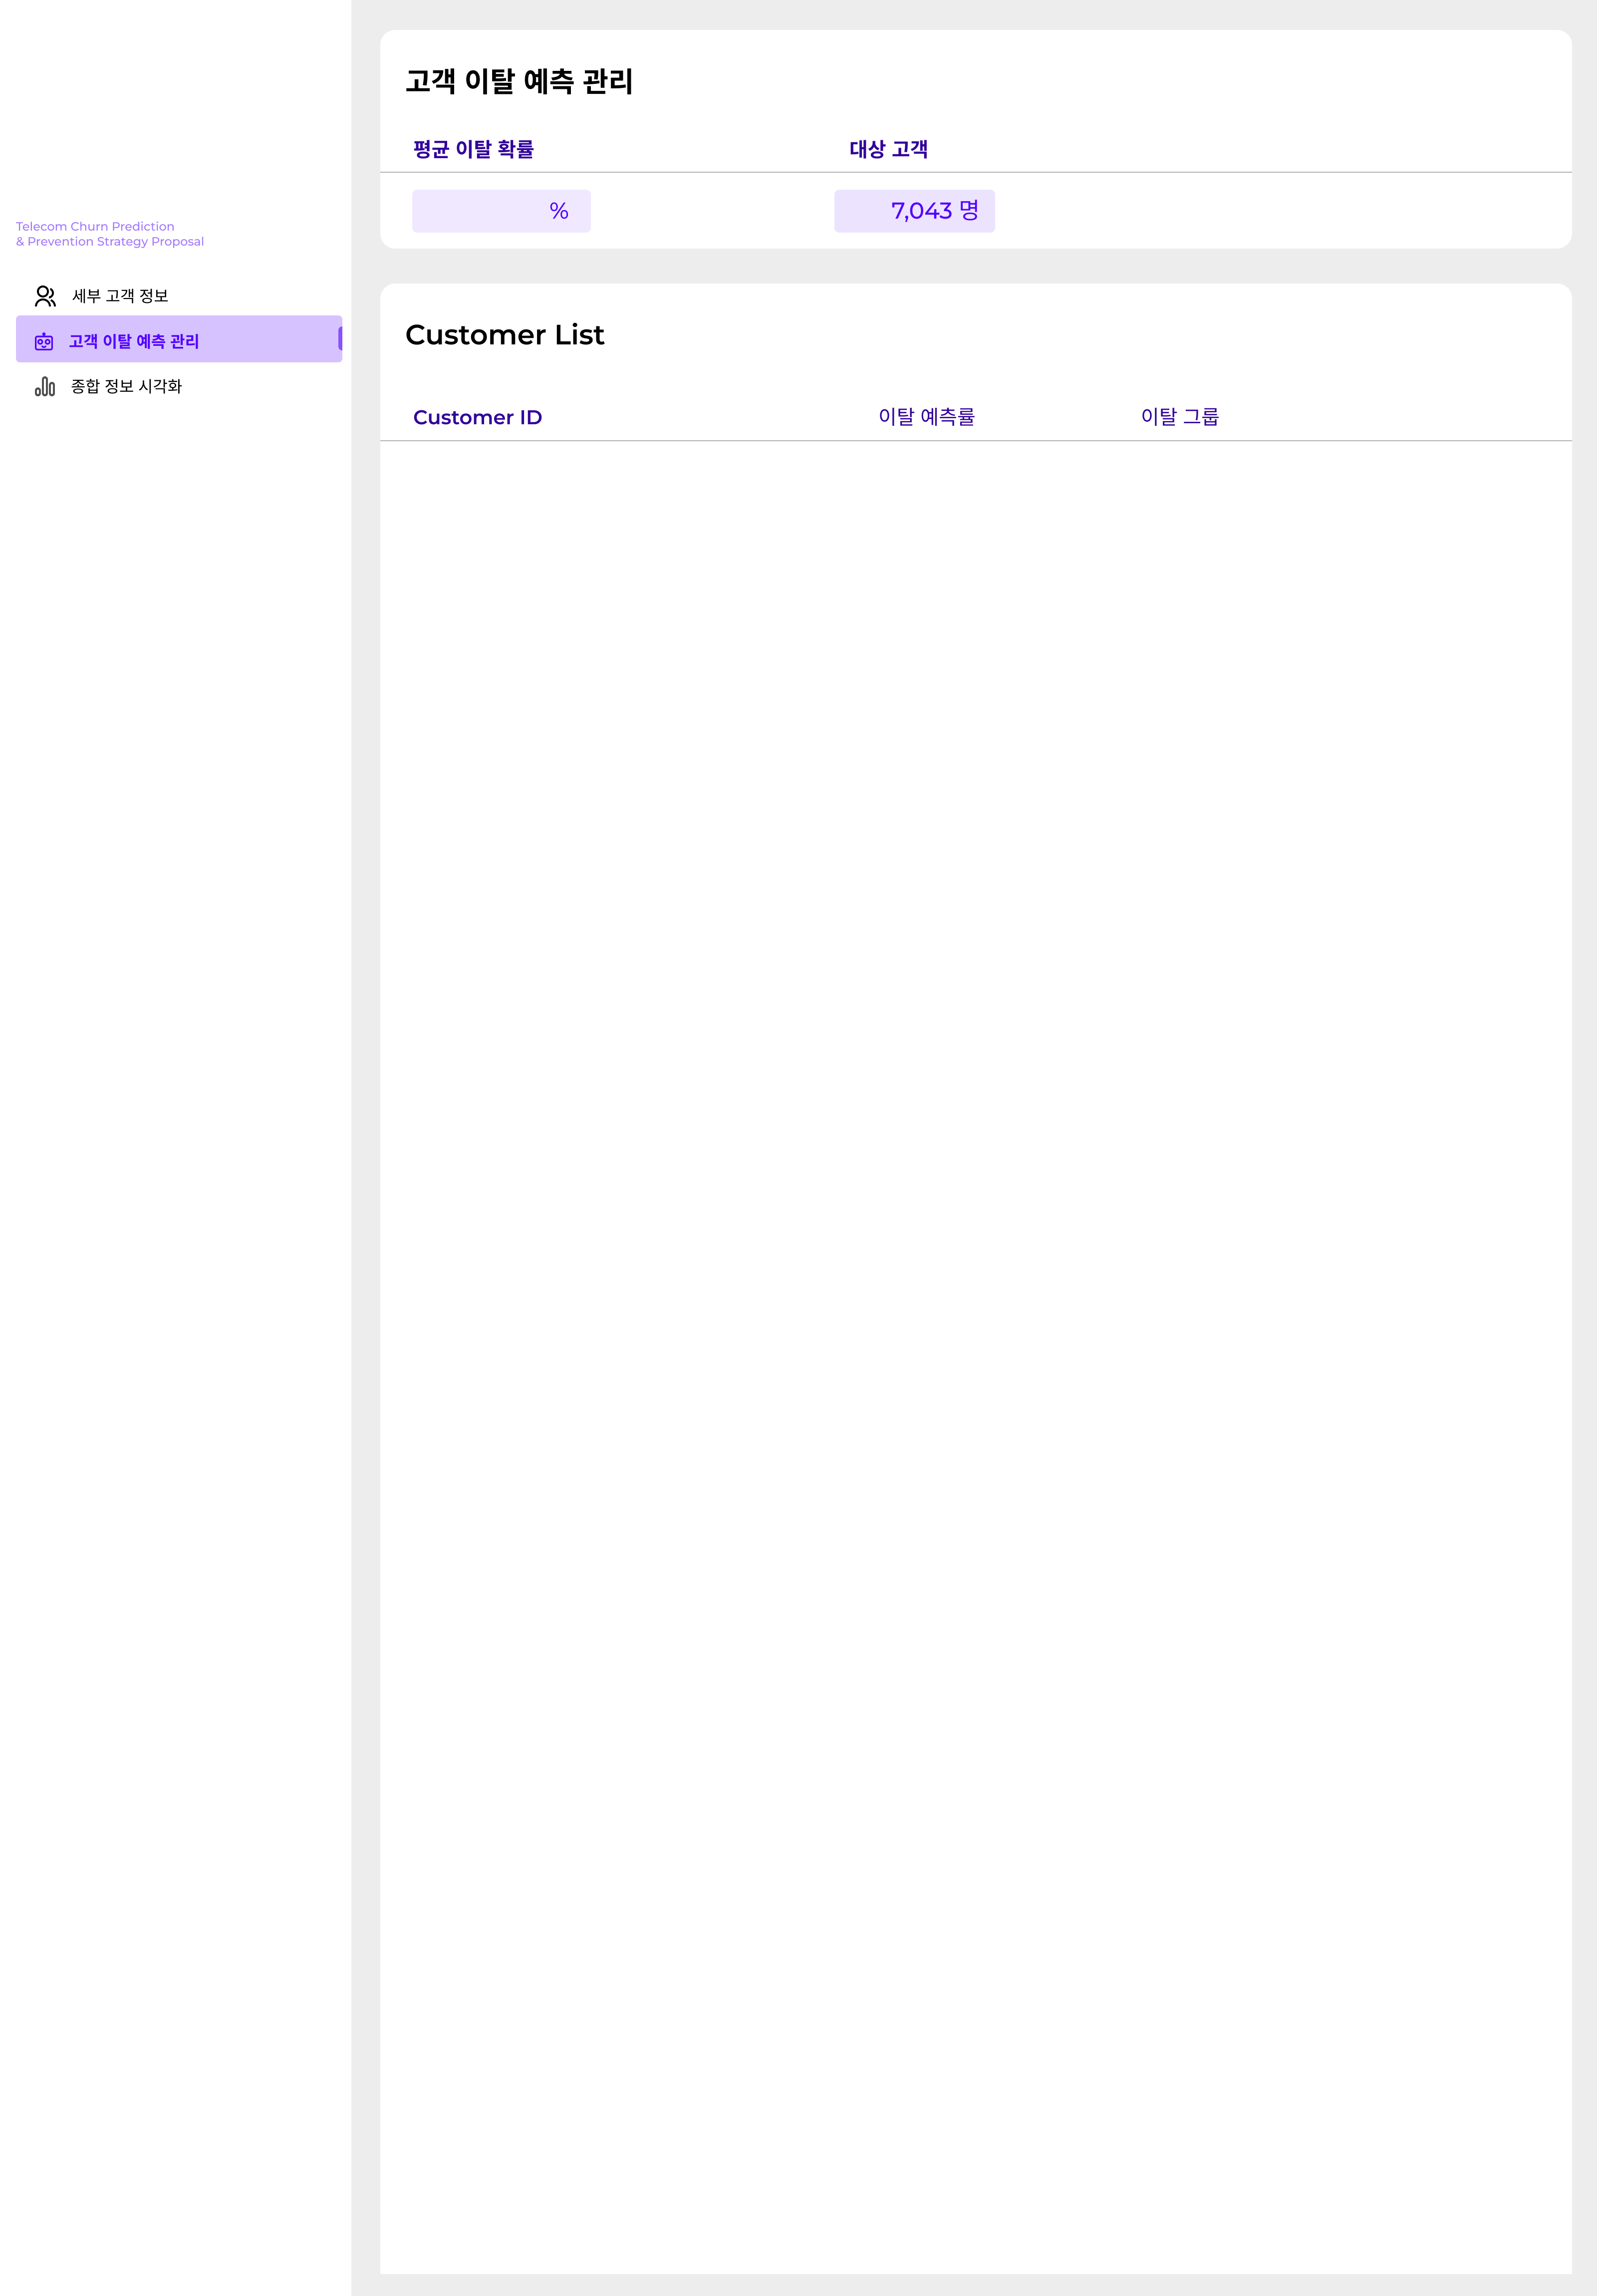 Telecom Churn Prediction
& Prevention Strategy Proposal
세부 고객 정보
고객 이탈 예측 관리
종합 정보 시각화
고객 이탈 예측 관리
평균 이탈 확률 대상 고객
% 7,043 명
Customer List
Customer ID 이탈 예측률 이탈 그룹